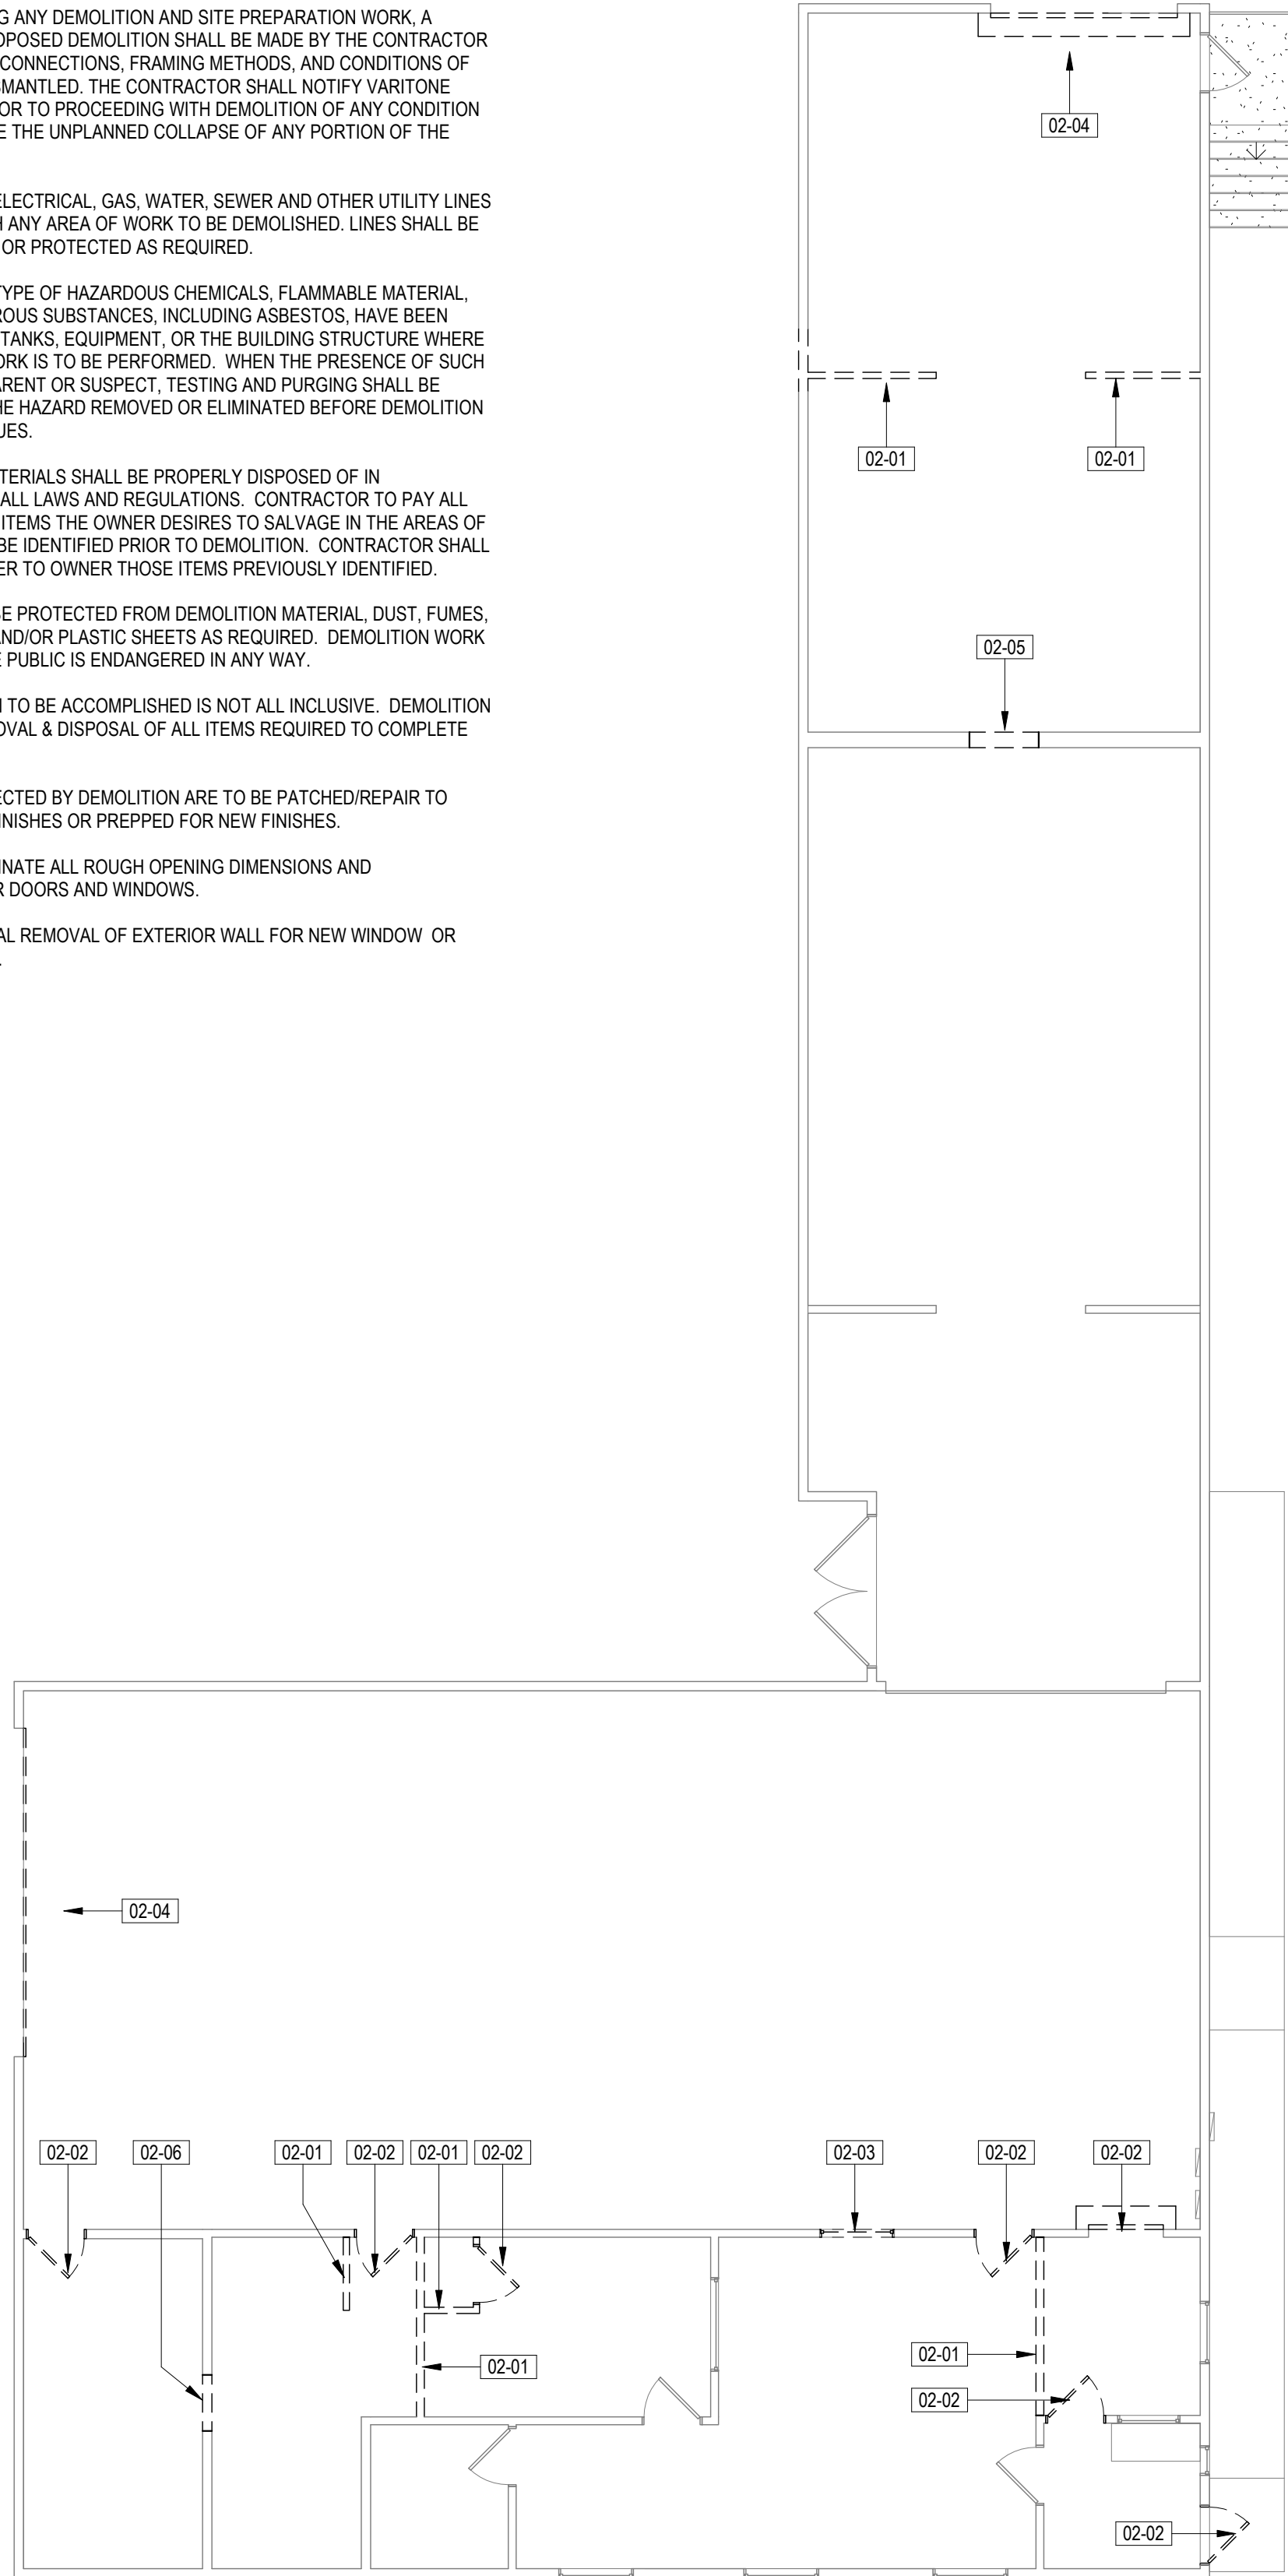 G ANY DEMOLITION AND SITE PREPARATION WORK, A
OPOSED DEMOLITION SHALL BE MADE BY THE CONTRACTOR
CONNECTIONS, FRAMING METHODS, AND CONDITIONS OF
SMANTLED. THE CONTRACTOR SHALL NOTIFY VARITONE
OR TO PROCEEDING WITH DEMOLITION OF ANY CONDITION
E THE UNPLANNED COLLAPSE OF ANY PORTION OF THE
ELECTRICAL, GAS, WATER, SEWER AND OTHER UTILITY LINES
H ANY AREA OF WORK TO BE DEMOLISHED. LINES SHALL BE
OR PROTECTED AS REQUIRED.
TYPE OF HAZARDOUS CHEMICALS, FLAMMABLE MATERIAL,
ROUS SUBSTANCES, INCLUDING ASBESTOS, HAVE BEEN
TANKS, EQUIPMENT, OR THE BUILDING STRUCTURE WHERE
ORK IS TO BE PERFORMED. WHEN THE PRESENCE OF SUCH
ARENT OR SUSPECT, TESTING AND PURGING SHALL BE
HE HAZARD REMOVED OR ELIMINATED BEFORE DEMOLITION
UES.
TERIALS SHALL BE PROPERLY DISPOSED OF IN
ALL LAWS AND REGULATIONS. CONTRACTOR TO PAY ALL
ITEMS THE OWNER DESIRES TO SALVAGE IN THE AREAS OF
BE IDENTIFIED PRIOR TO DEMOLITION. CONTRACTOR SHALL
ER TO OWNER THOSE ITEMS PREVIOUSLY IDENTIFIED.
BE PROTECTED FROM DEMOLITION MATERIAL, DUST, FUMES,
AND/OR PLASTIC SHEETS AS REQUIRED. DEMOLITION WORK
E PUBLIC IS ENDANGERED IN ANY WAY.
N TO BE ACCOMPLISHED IS NOT ALL INCLUSIVE. DEMOLITION
OVAL & DISPOSAL OF ALL ITEMS REQUIRED TO COMPLETE
ECTED BY DEMOLITION ARE TO BE PATCHED/REPAIR TO
INISHES OR PREPPED FOR NEW FINISHES.
INATE ALL ROUGH OPENING DIMENSIONS AND
R DOORS AND WINDOWS.
AL REMOVAL OF EXTERIOR WALL FOR NEW WINDOW OR
.
02-04
02-01
02-01
02-05
02-04
02-02
02-06
02-01
02-02
02-01
02-02
02-03
02-02
02-02
02-01
02-01
02-02
02-02